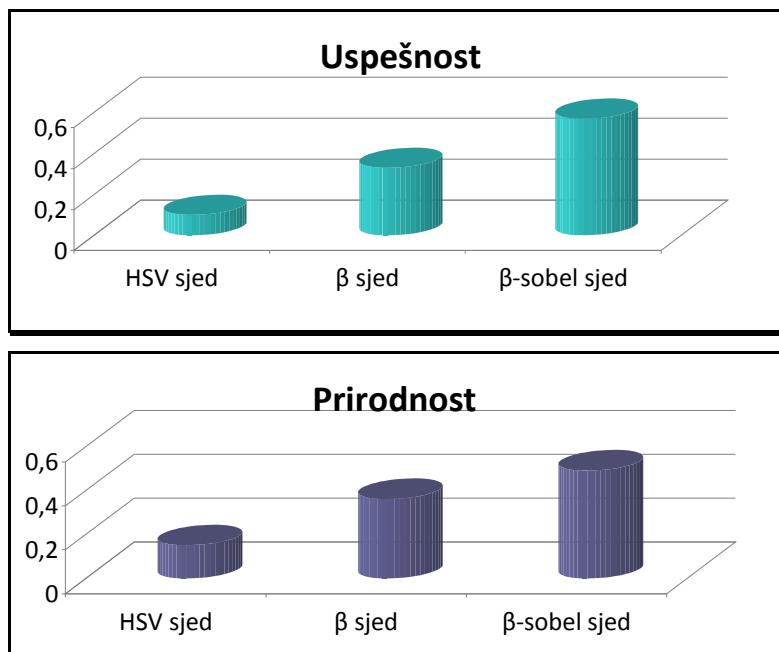 Uspešnost
0,6
0,4
0,2
0
HSV sjed β sjed β-sobel sjed
Prirodnost
0,6
0,4
0,2
0
HSV sjed β sjed β-sobel sjed